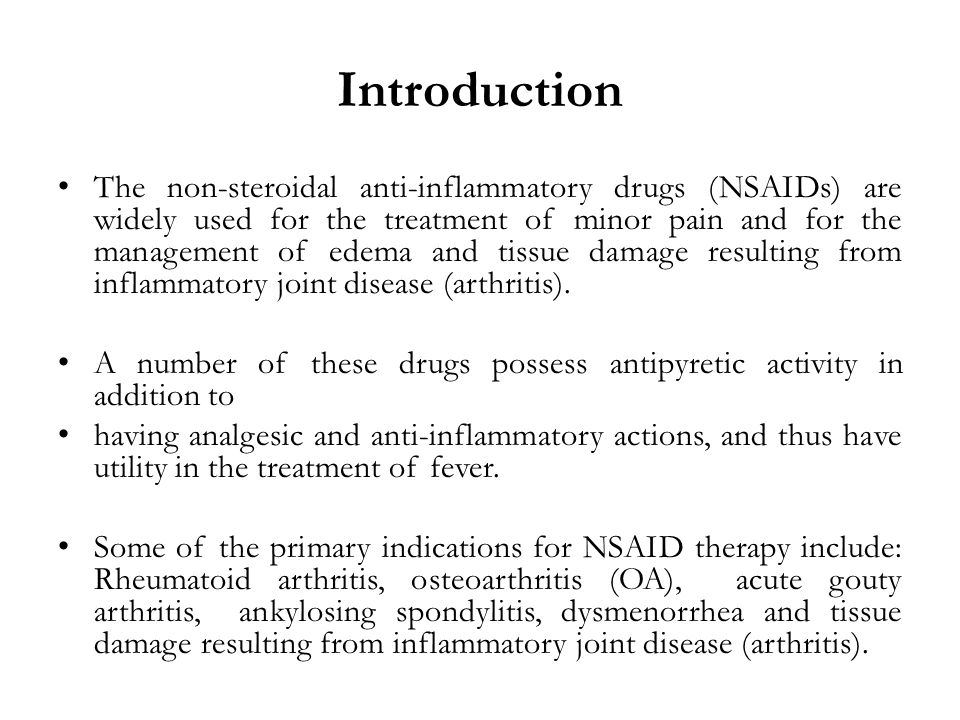 Introduction
• The non-steroidal anti-inflammatory drugs (NSAIDs) are
widely used for the treatment of minor pain and for the
management of edema and tissue damage resulting from
inflammatory joint disease (arthritis).
• A number of these drugs possess antipyretic activity in
addition to
• having analgesic and anti-inflammatory actions, and thus have
utility in the treatment of fever.
• Some of the primary indications for NSAID therapy include:
Rheumatoid arthritis, osteoarthritis (OA), acute gouty
arthritis, ankylosing spondylitis, dysmenorrhea and tissue
damage resulting from inflammatory joint disease (arthritis).